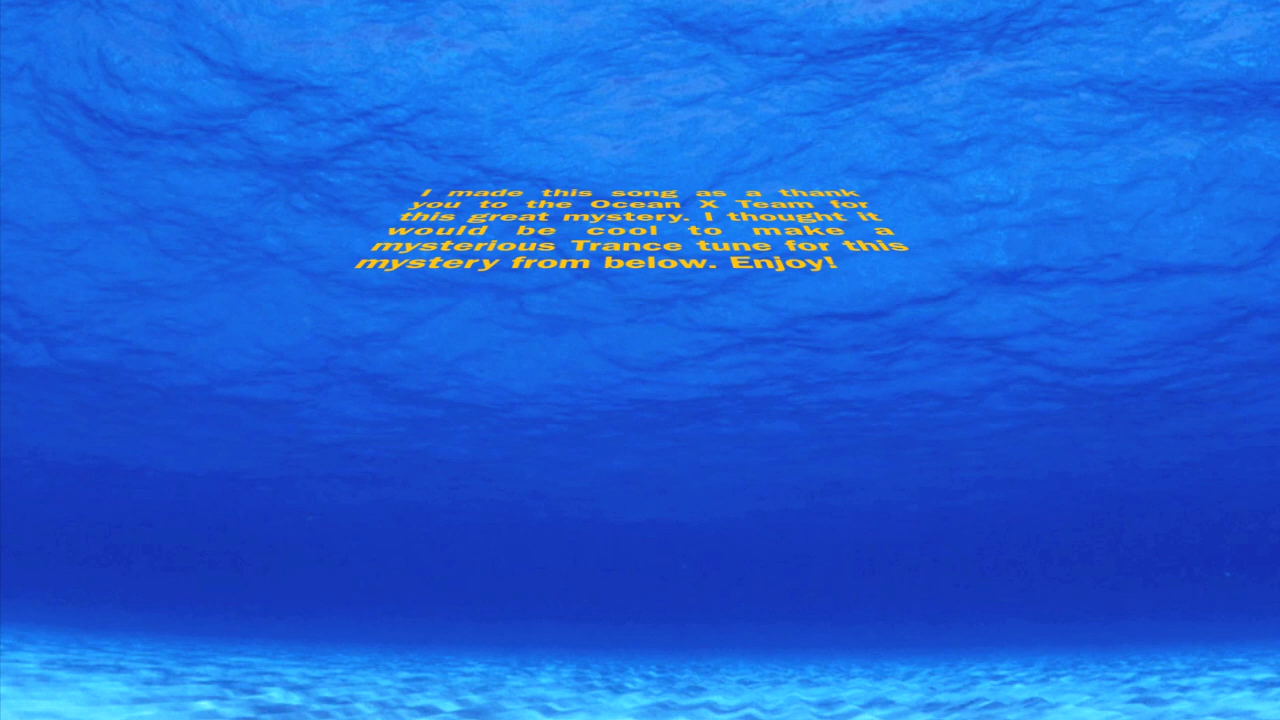 I made this song as a thank
you to the Ocean X Team for
this great mystery. I thought it
would be cool to make a
mysterious Trance tune for this
mystery from below. Enjoy!